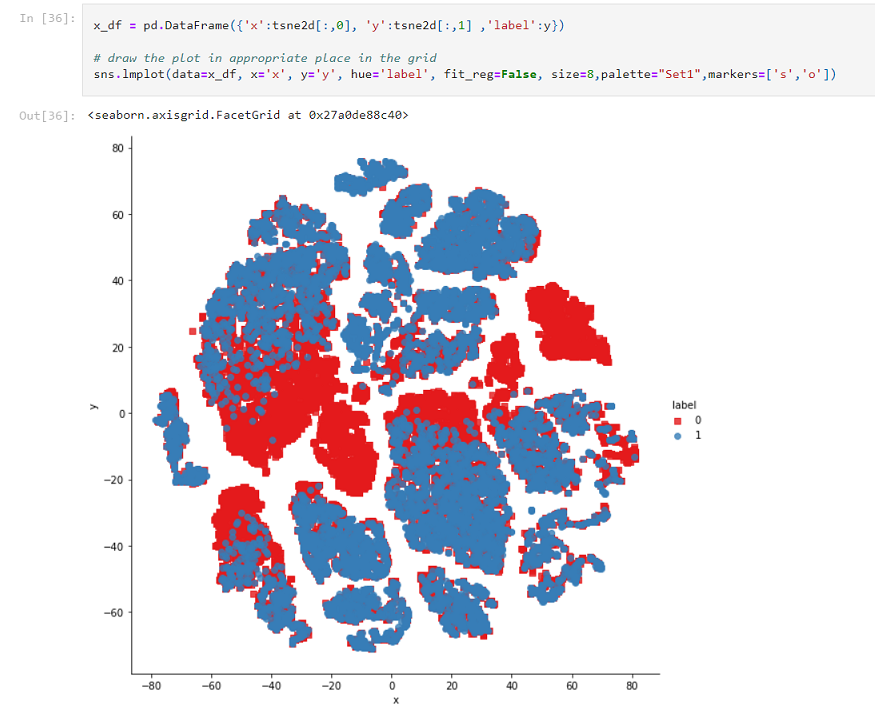 In [36]:
x_df = pd.DataFrame({'x':tsne2d[:,0], 'y':tsne2d[:,1] ,'label':y})
# draw the plot in appropriate place in the grid
sns.lmplot(data=x_df, x='x', y='y', hue='label', fit_reg=False, size=8,palette="Set1",markers=['s','o'])
Out[36]: <seaborn.axisgrid.FacetGrid at 0x27a0de88c40>
80
60
40
20
0
−20
−40
−60
y
−80 −60 −40 −20 0 20 40 60 80
x
label
0
1